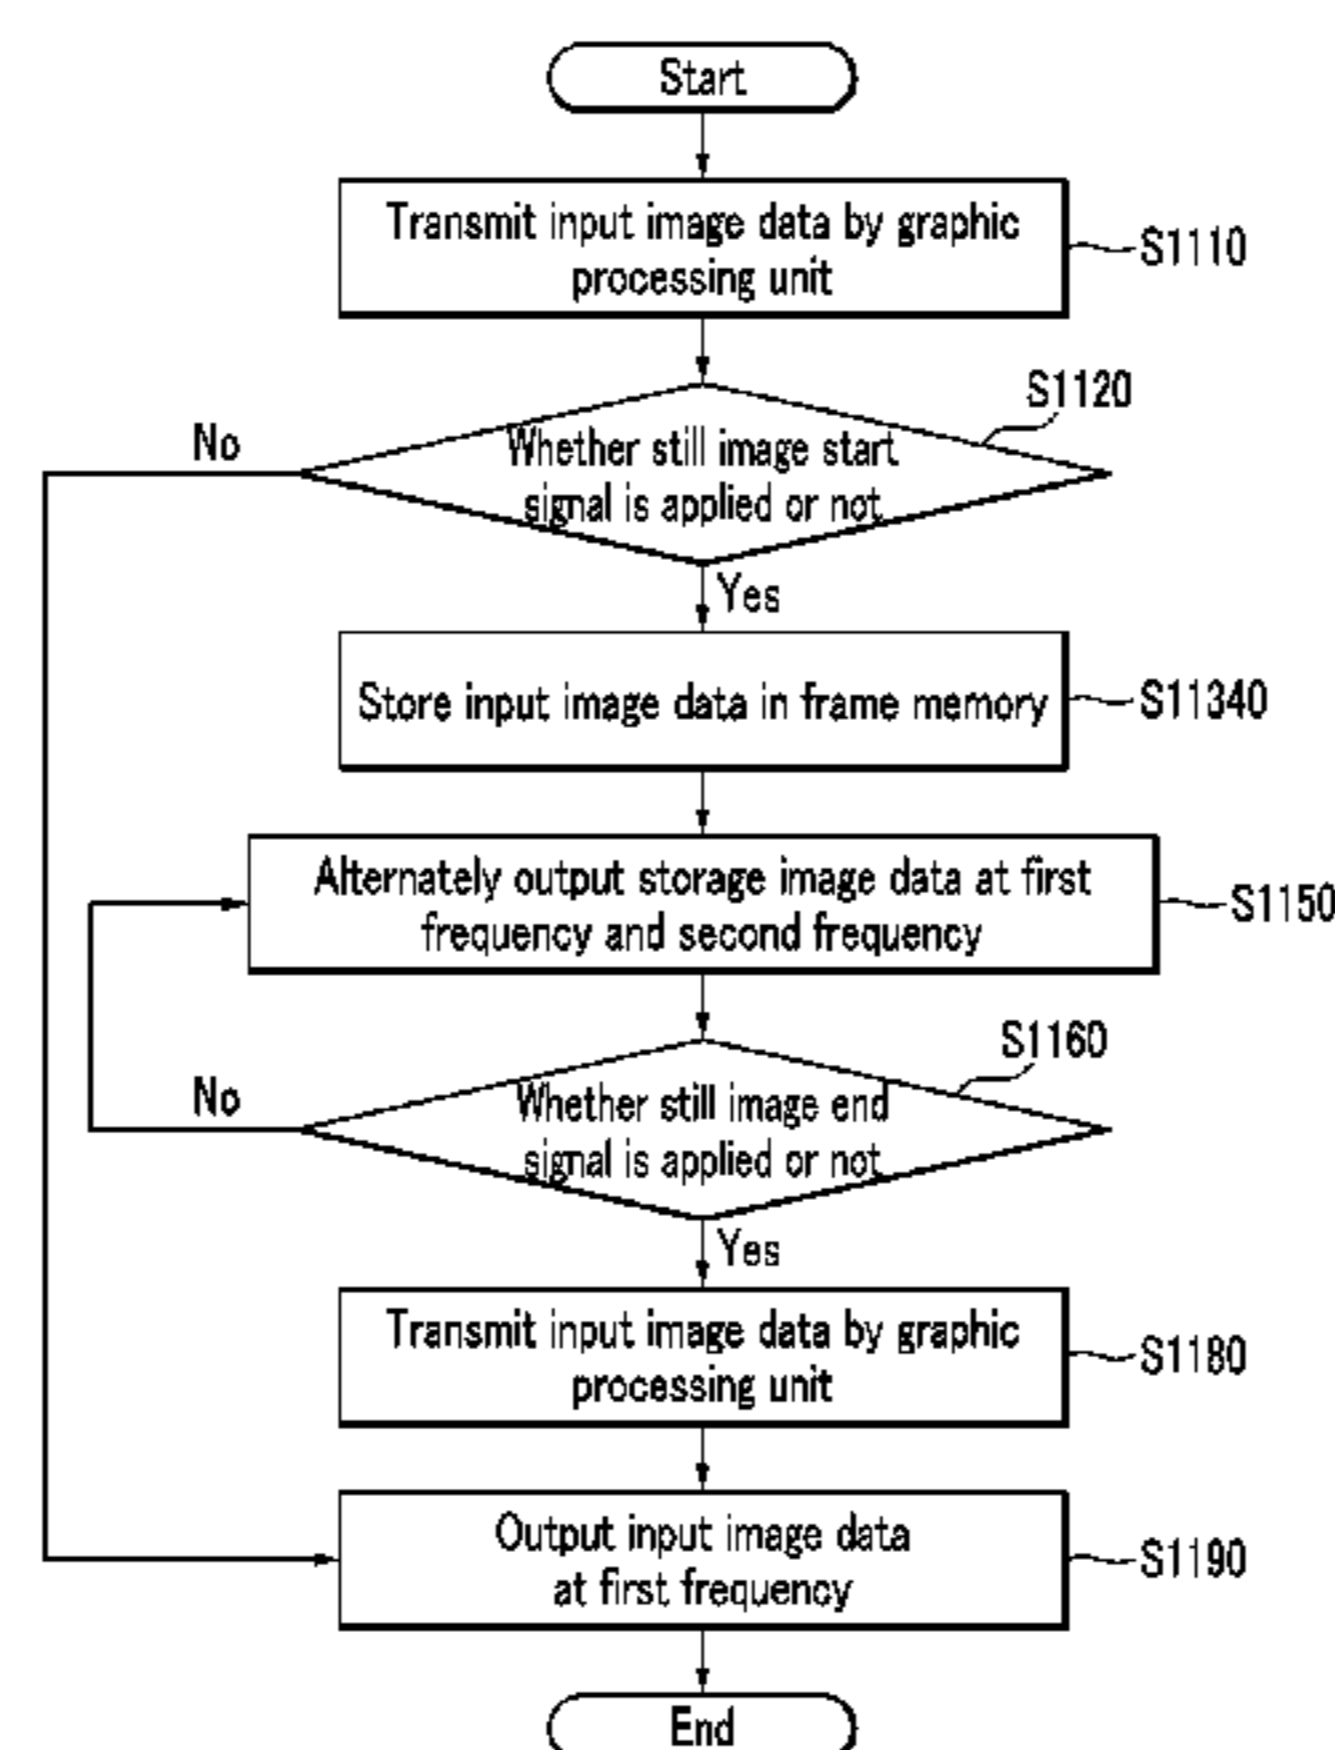 Start
Transmit input image data by graphic
processing unit
S1110
S1120
No
Whether still image start
signal is applied or not
Yes
Store input image data in frame memory
S11340
Alternately output storage image data at first
frequency and second frequency
S1150
S1160
No
Whether still image end
signal is applied or not
Yes
Transmit input image data by graphic
processing unit
S1180
Output input image data
at first frequency
S1190
End